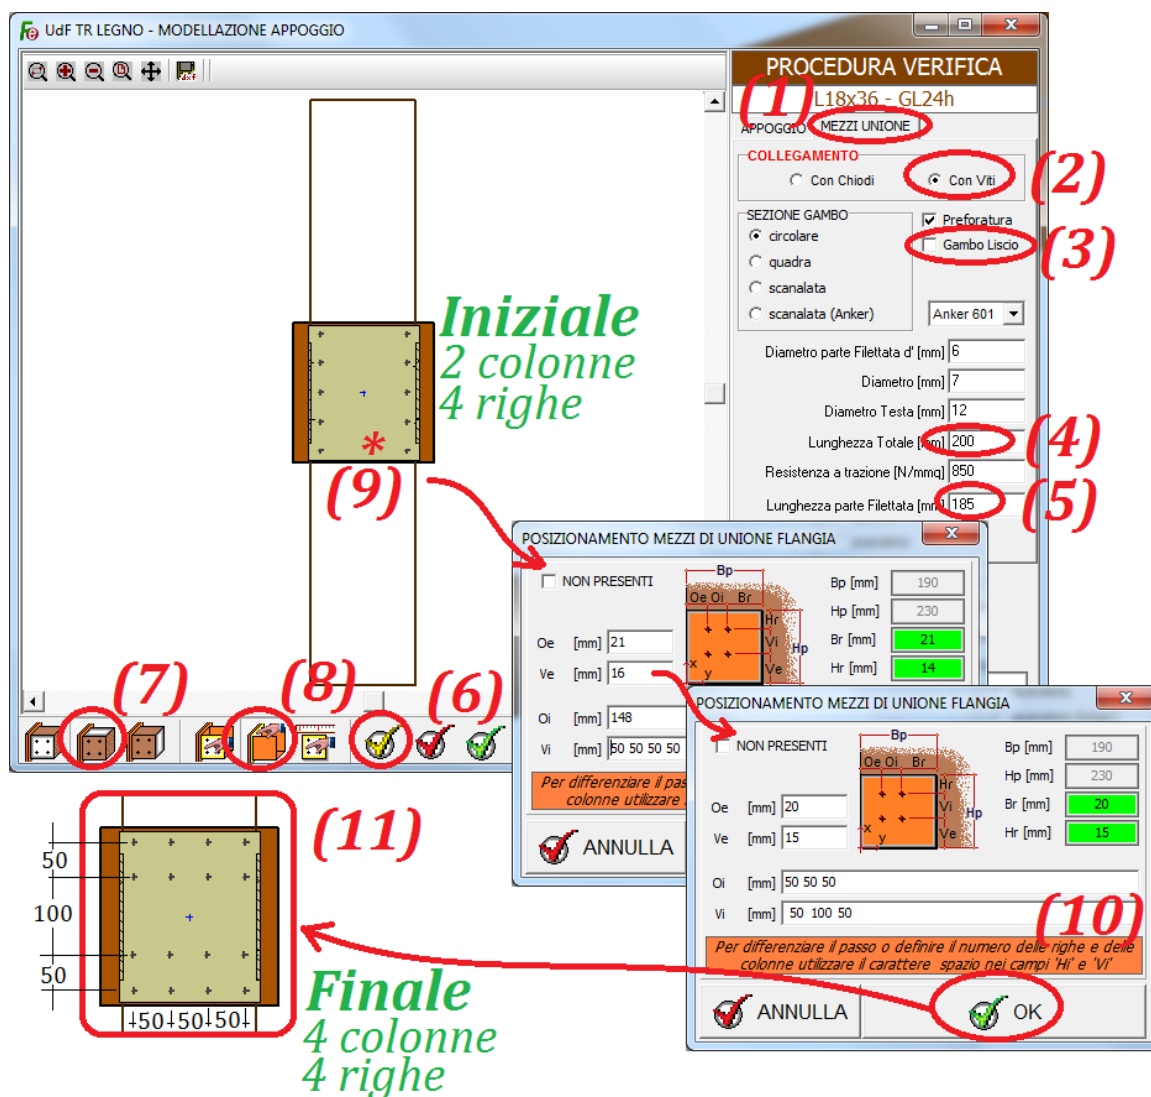 UdF TR LEGNO - MODELLAZIONE APPOGGIO
PROCEDURA VERIFICA
L18x36 - GL24h
(1)
APPOGGIO
MEZZI UNIONE
COLLEGAMENTO
Con Chiodi
Con Viti
(2)
SEZIONE GAMBO
circolare
quadra
scanalata
scanalata (Anker)
Preforatura
Gambo Liscio
(3)
Anker 601
Diametro parte Filettata d' [mm] 6
Diametro [mm] 7
Diametro Testa [mm] 12
Lunghezza Totale [mm] 200
(4)
Resistenza a trazione [N/mmq] 850
Lunghezza parte Filettata [mm] 185
(5)
Iniziale
2 colonne
4 righe
*
(9)
(7)
(8)
(6)
dxf
POSIZIONAMENTO MEZZI DI UNIONE FLANGIA
NON PRESENTI
Oe [mm] 21
Ve [mm] 16
Oi [mm] 148
Vi [mm] 50 50 50 50
Bp
Oe Oi Br
Hr
Vi
Hp
Ve
x
y
Bp [mm] 190
Hp [mm] 230
Br [mm] 21
Hr [mm] 14
Per differenziare il pas
colonne utilizzare
ANNULLA
POSIZIONAMENTO MEZZI DI UNIONE FLANGIA
NON PRESENTI
Oe [mm] 20
Ve [mm] 15
Bp
Oe Oi Br
Hr
Vi
Hp
Ve
x
y
Bp [mm] 190
Hp [mm] 230
Br [mm] 20
Hr [mm] 15
Oi [mm] 50 50 50
Vi [mm] 50 100 50
(10)
Per differenziare il passo o definire il numero delle righe e delle
colonne utilizzare il carattere spazio nei campi 'Hi' e 'Vi'
ANNULLA
OK
(11)
50
100
50
50 50 50
Finale
4 colonne
4 righe